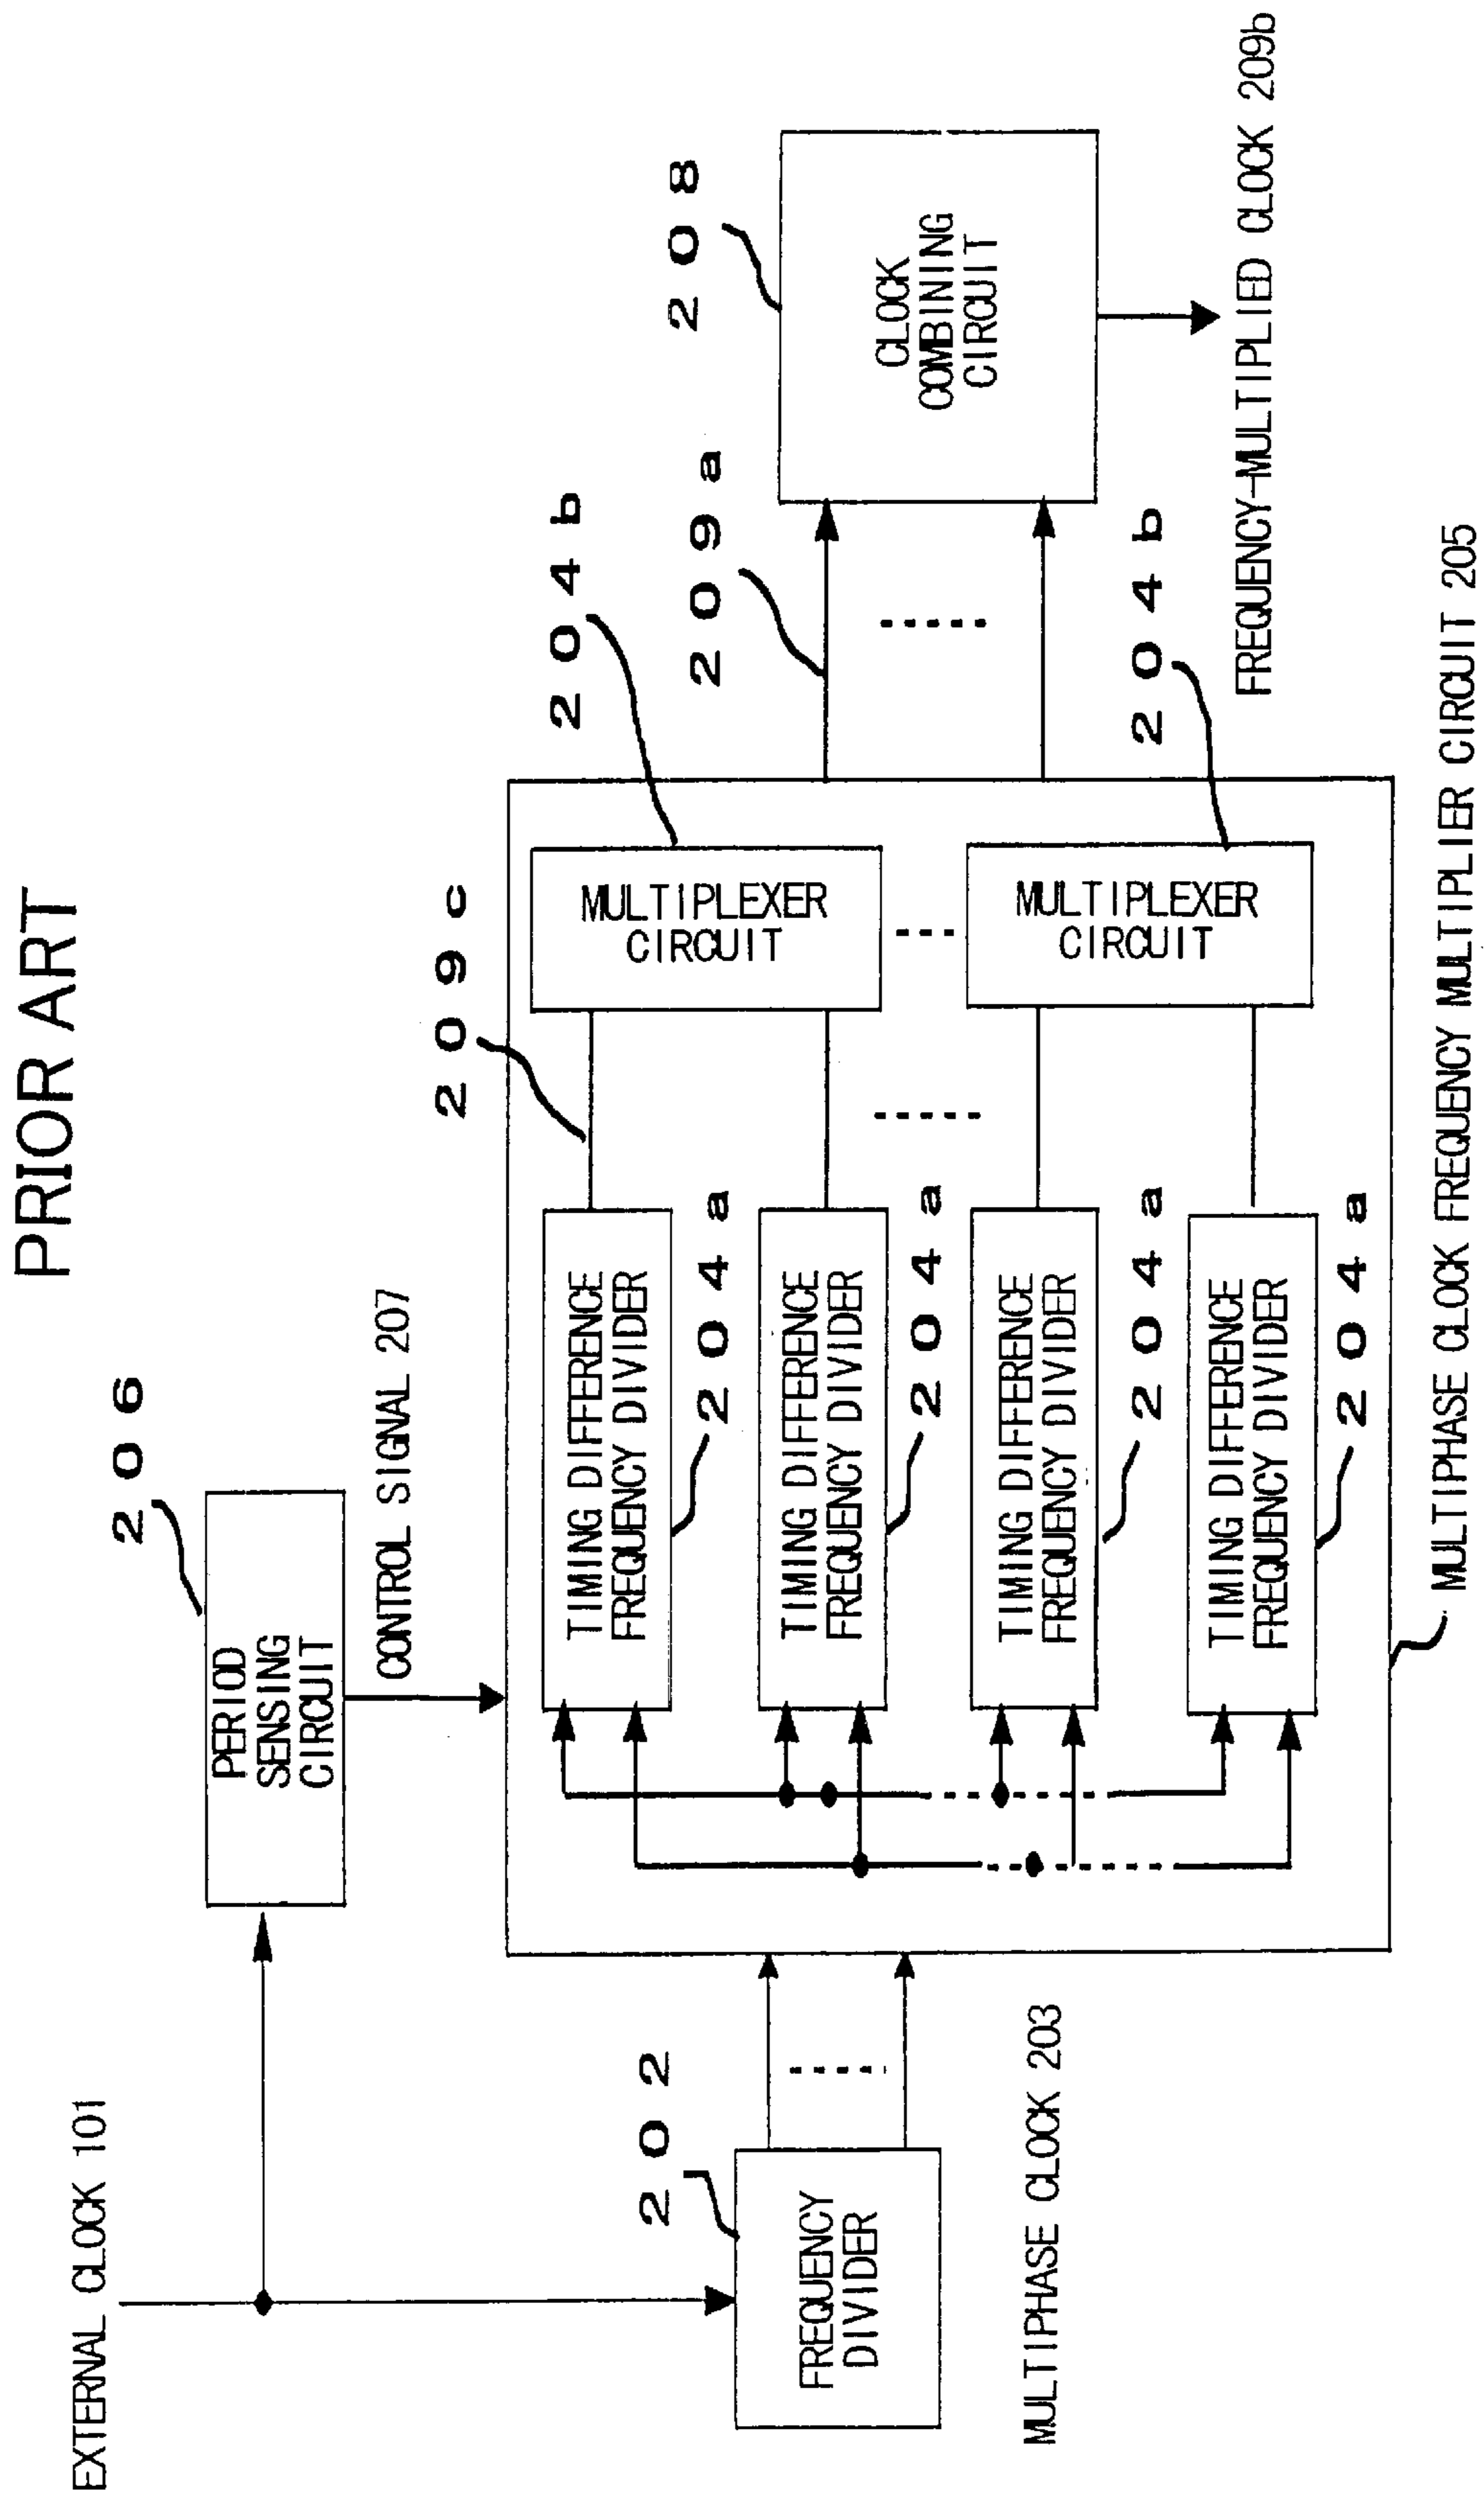 PRIOR ART
EXTERNAL CLOCK 101
206
PERIOD
SENSING
CIRCUIT
CONTROL SIGNAL 207
202
FREQUENCY
DIVIDER
MULTIPHASE CLOCK 203
TIMING DIFFERENCE
FREQUENCY DIVIDER
204a
TIMING DIFFERENCE
FREQUENCY DIVIDER
204a
TIMING DIFFERENCE
FREQUENCY DIVIDER
204a
TIMING DIFFERENCE
FREQUENCY DIVIDER
204a
209c
MULTIPLEXER
CIRCUIT
204b
MULTIPLEXER
CIRCUIT
204b
209a
208
CLOCK
COMBINING
CIRCUIT
FREQUENCY-MULTIPLIED CLOCK 209b
MULTIPHASE CLOCK FREQUENCY MULTIPLIER CIRCUIT 205